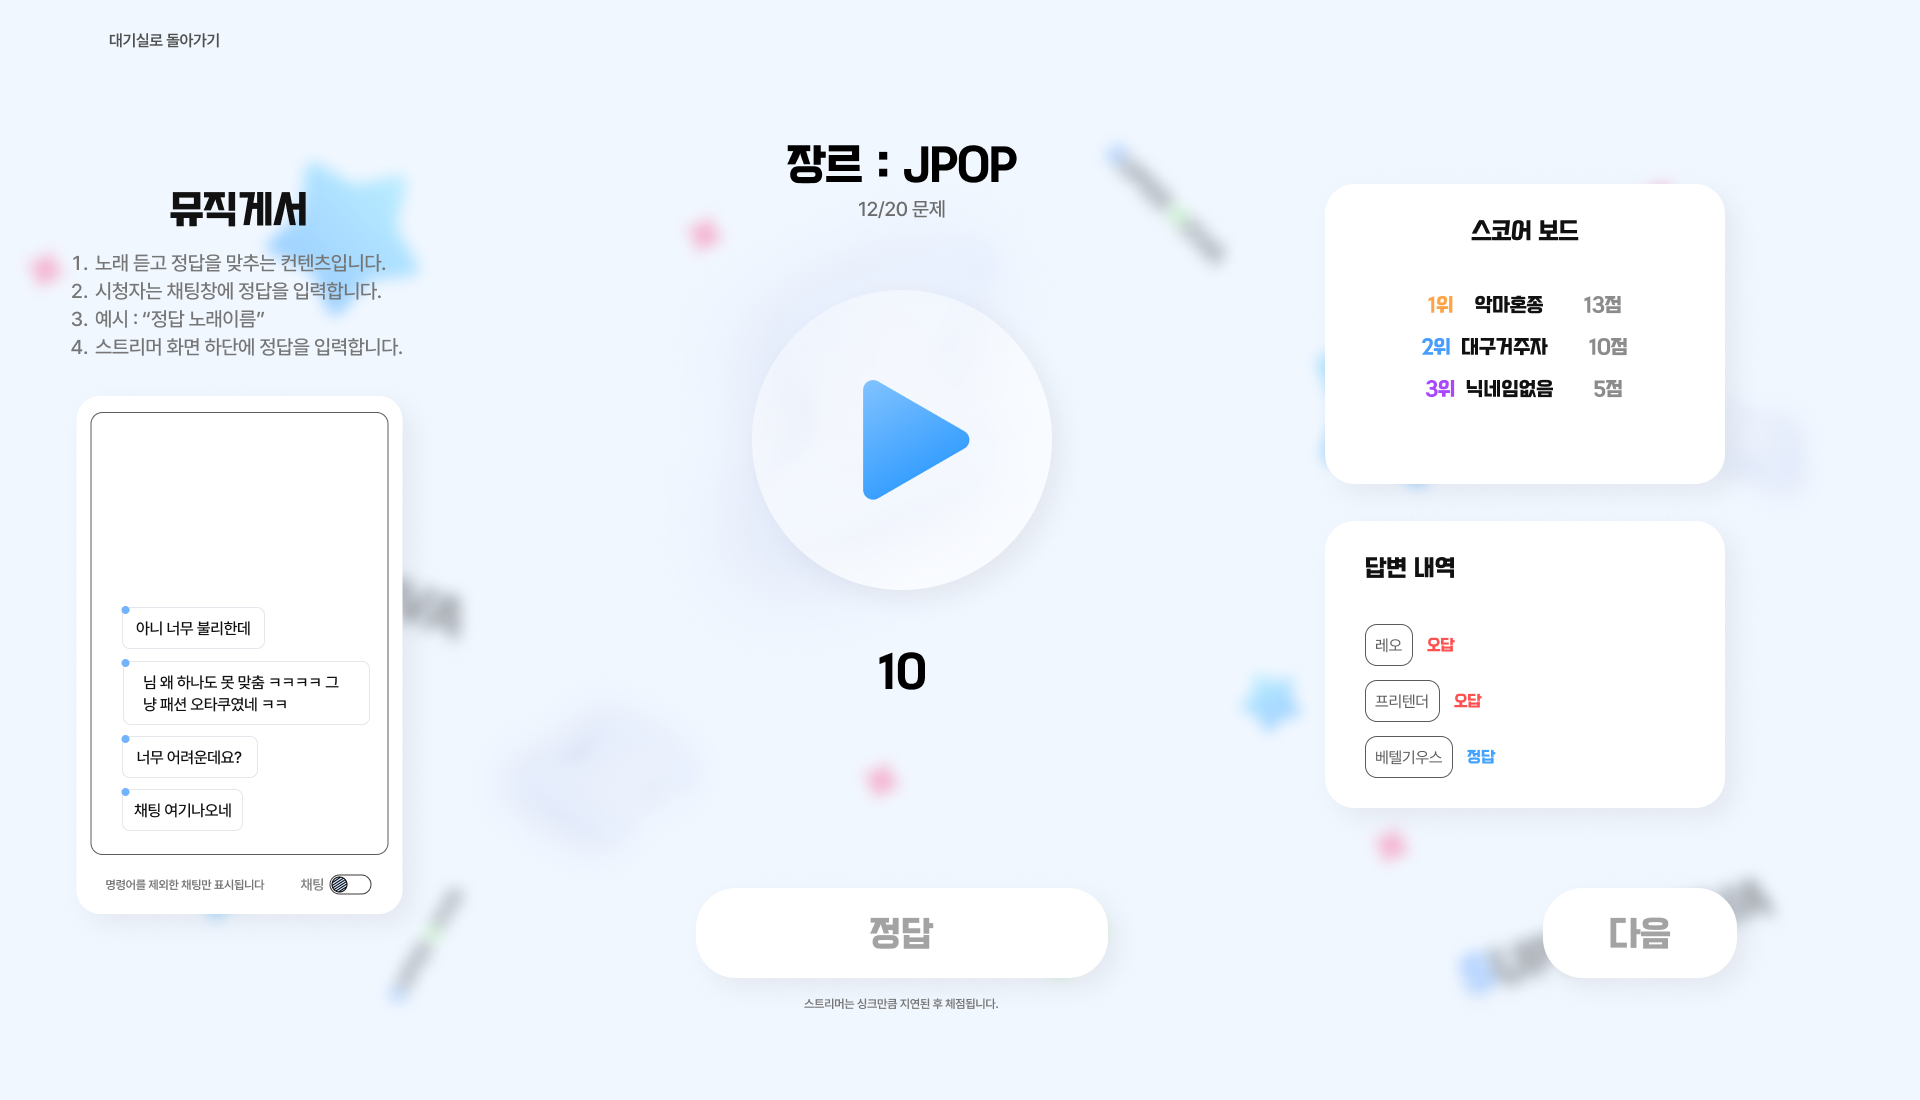 대기실로 돌아가기
뮤직게서
1. 노래 듣고 정답을 맞추는 컨텐츠입니다.
2. 시청자는 채팅창에 정답을 입력합니다.
3. 예시 : “정답 노래이름”
4. 스트리머 화면 하단에 정답을 입력합니다.
아니 너무 불리한데
님 왜 하나도 못 맞춤 ㅋㅋㅋㅋ 그
냥 패션 오타쿠였네 ㅋㅋ
너무 어려운데요?
채팅 여기나오네
명령어를 제외한 채팅만 표시됩니다
채팅
장르 : JPOP
12/20 문제
10
정답
스트리머는 싱크만큼 지연된 후 체점됩니다.
스코어 보드
1위 악마혼종 13점
2위 대구거주자 10점
3위 닉네임없음 5점
답변 내역
레오 오답
프리텐더 오답
베텔기우스 정답
다음